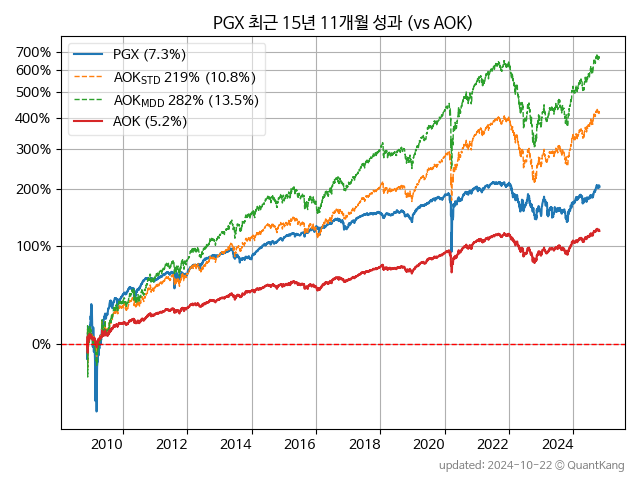 PGX 최근 15년 11개월 성과 (vs AOK)
700%
600%
500%
400%
300%
200%
100%
0%
PGX (7.3%)
AOK_STD 219% (10.8%)
AOK_MDD 282% (13.5%)
AOK (5.2%)
2010 2012 2014 2016 2018 2020 2022 2024
updated: 2024-10-22 © QuantKang